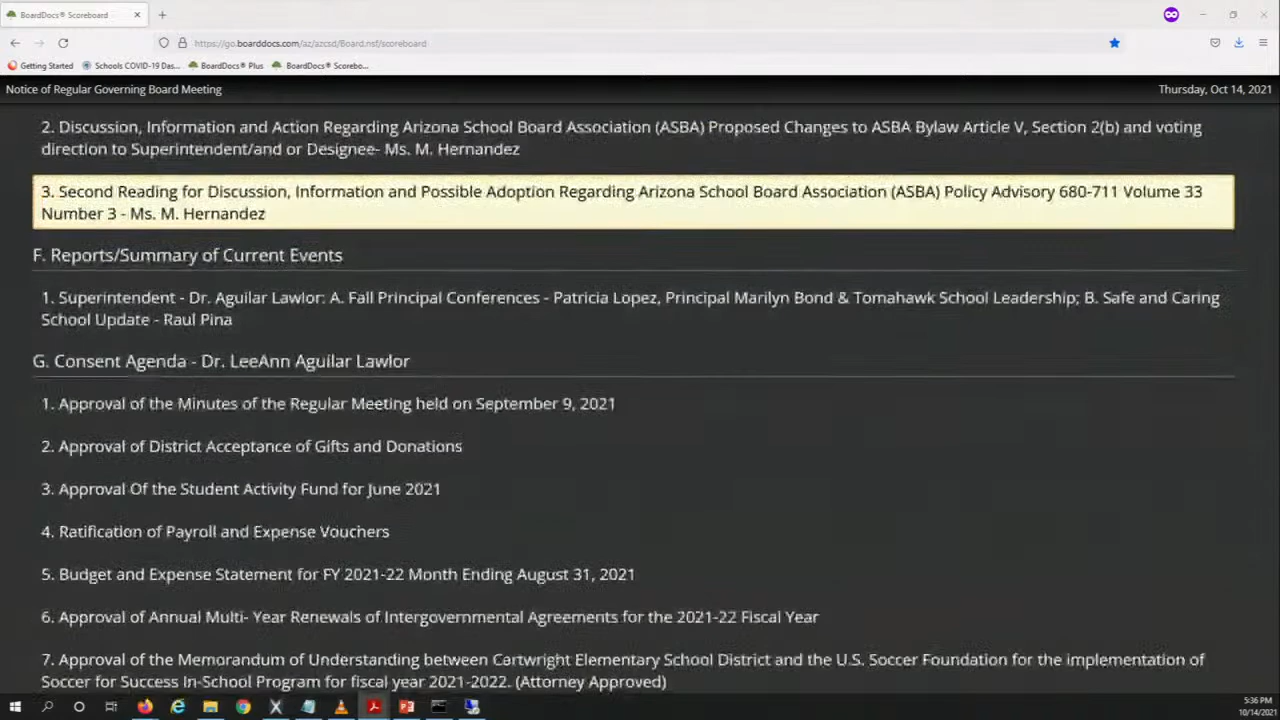 BoardDocs® Scoreboard
https://go.boarddocs.com/az/azcsd/Board.nsf/scoreboard
Getting Started Schools COVID-19 Das... BoardDocs® Plus BoardDocs® Scorebo...
Notice of Regular Governing Board Meeting Thursday, Oct 14, 2021
2. Discussion, Information and Action Regarding Arizona School Board Association (ASBA) Proposed Changes to ASBA Bylaw Article V, Section 2(b) and voting
direction to Superintendent/and or Designee- Ms. M. Hernandez
3. Second Reading for Discussion, Information and Possible Adoption Regarding Arizona School Board Association (ASBA) Policy Advisory 680-711 Volume 33
Number 3 - Ms. M. Hernandez
F. Reports/Summary of Current Events
1. Superintendent - Dr. Aguilar Lawlor: A. Fall Principal Conferences - Patricia Lopez, Principal Marilyn Bond & Tomahawk School Leadership; B. Safe and Caring
School Update - Raul Pina
G. Consent Agenda - Dr. LeeAnn Aguilar Lawlor
1. Approval of the Minutes of the Regular Meeting held on September 9, 2021
2. Approval of District Acceptance of Gifts and Donations
3. Approval Of the Student Activity Fund for June 2021
4. Ratification of Payroll and Expense Vouchers
5. Budget and Expense Statement for FY 2021-22 Month Ending August 31, 2021
6. Approval of Annual Multi- Year Renewals of Intergovernmental Agreements for the 2021-22 Fiscal Year
7. Approval of the Memorandum of Understanding between Cartwright Elementary School District and the U.S. Soccer Foundation for the implementation of
Soccer for Success In-School Program for fiscal year 2021-2022. (Attorney Approved)
5:36 PM
10/14/2021